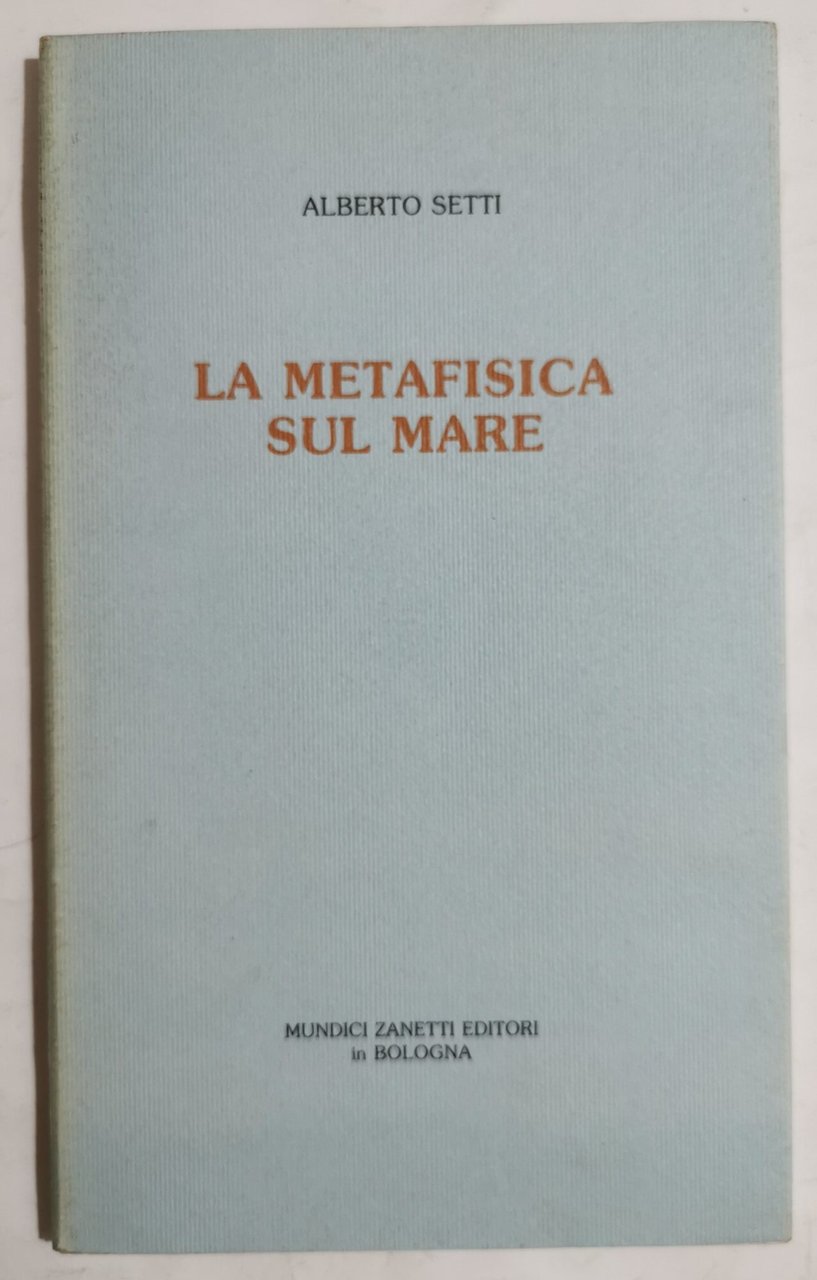 ALBERTO SETTI
LA METAFISICA
SUL MARE
MUNDICI ZANETTI EDITORI
in BOLOGNA